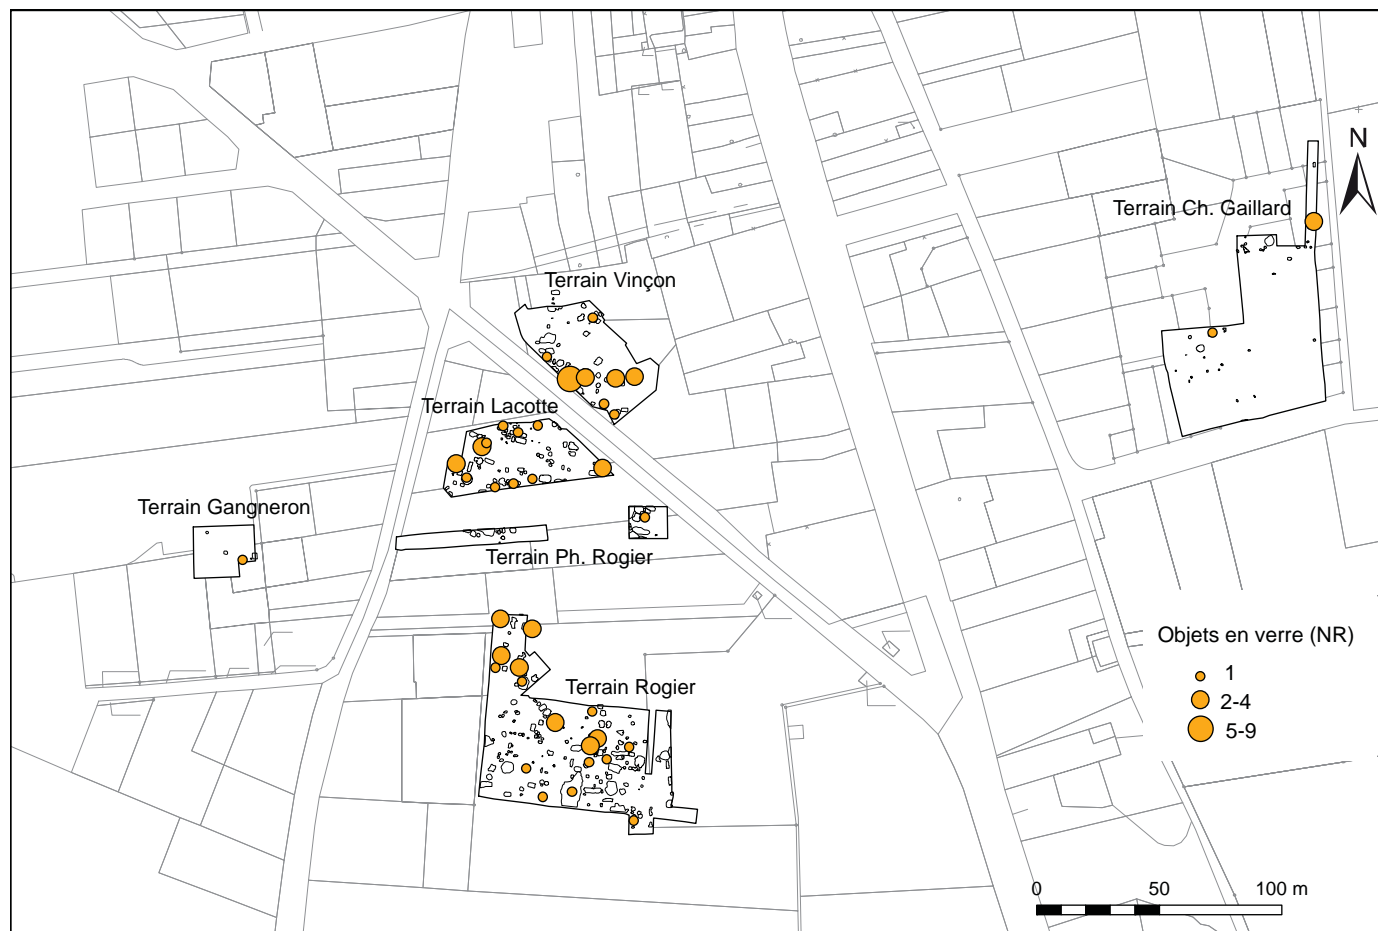 N
Terrain Ch. Gaillard
Terrain Vinçon
Terrain Lacotte
Terrain Gangneron
Terrain Ph. Rogier
Terrain Rogier
Objets en verre (NR)
1
2-4
5-9
0 50 100 m